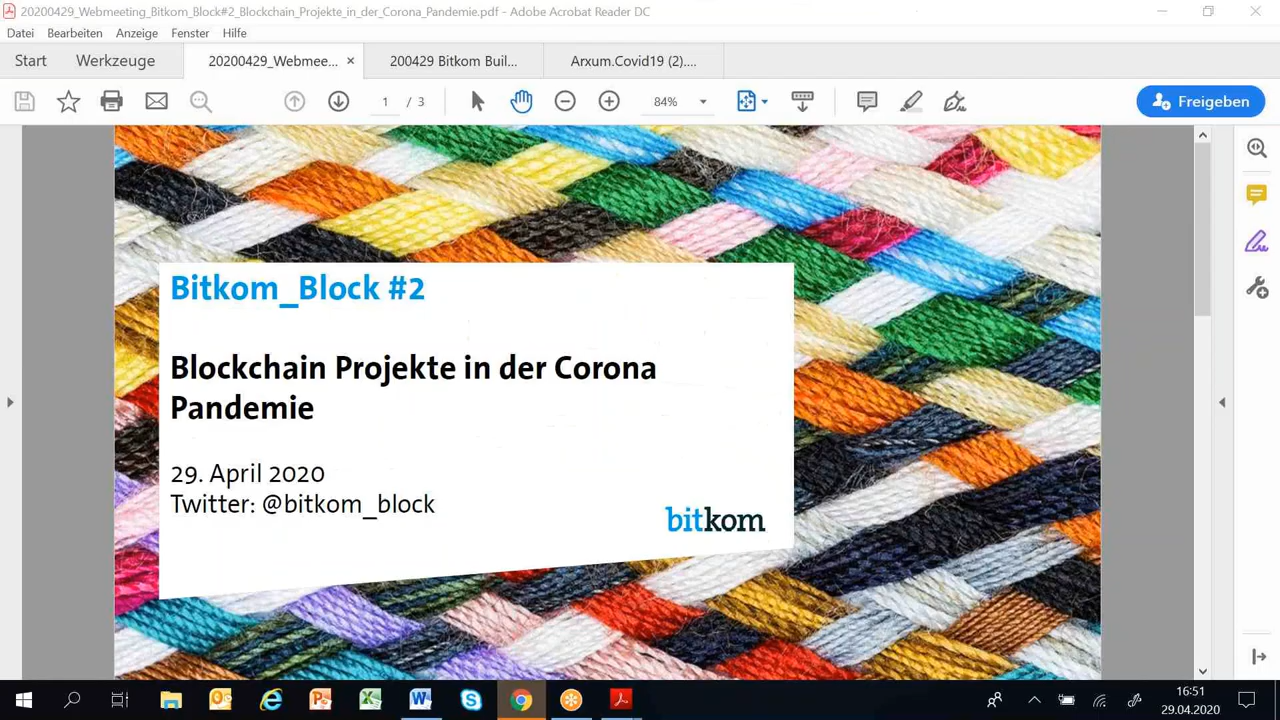 20200429_Webmeeting_Bitkom_Block#2_Blockchain_Projekte_in_der_Corona_Pandemie.pdf - Adobe Acrobat Reader DC
Datei Bearbeiten Anzeige Fenster Hilfe
Start Werkzeuge 20200429_Webmee... × 200429 Bitkom Buil... Arxum.Covid19 (2)....
1 / 3 84% Freigeben
Bitkom_Block #2
Blockchain Projekte in der Corona
Pandemie
29. April 2020
Twitter: @bitkom_block
bitkom
16:51
29.04.2020